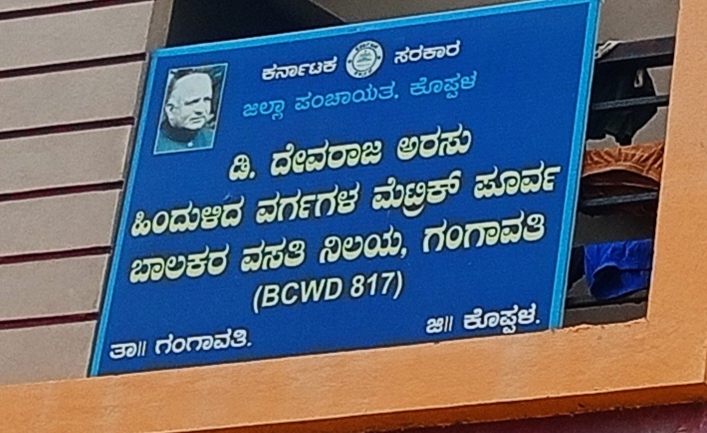 ಕರ್ನಾಟಕ ಸರಕಾರ
ಜಿಲ್ಲಾ ಪಂಚಾಯತ, ಕೊಪ್ಪಳ
ಡಿ. ದೇವರಾಜ ಅರಸು
ಹಿಂದುಳಿದ ವರ್ಗಗಳ ಮೆಟ್ರಿಕ್ ಪೂರ್ವ
ಬಾಲಕರ ವಸತಿ ನಿಲಯ, ಗಂಗಾವತಿ
(BCWD 817)
ತಾ|| ಗಂಗಾವತಿ. ಜಿ|| ಕೊಪ್ಪಳ.